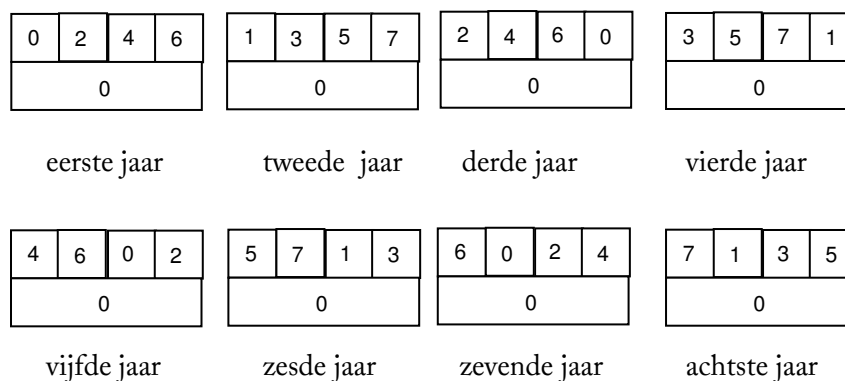 0 2 4 6 1 3 5 7 2 4 6 0 3 5 7 1
0 0 0 0
eerste jaar tweede jaar derde jaar vierde jaar
4 6 0 2 5 7 1 3 6 0 2 4 7 1 3 5
0 0 0 0
vijfde jaar zesde jaar zevende jaar achtste jaar